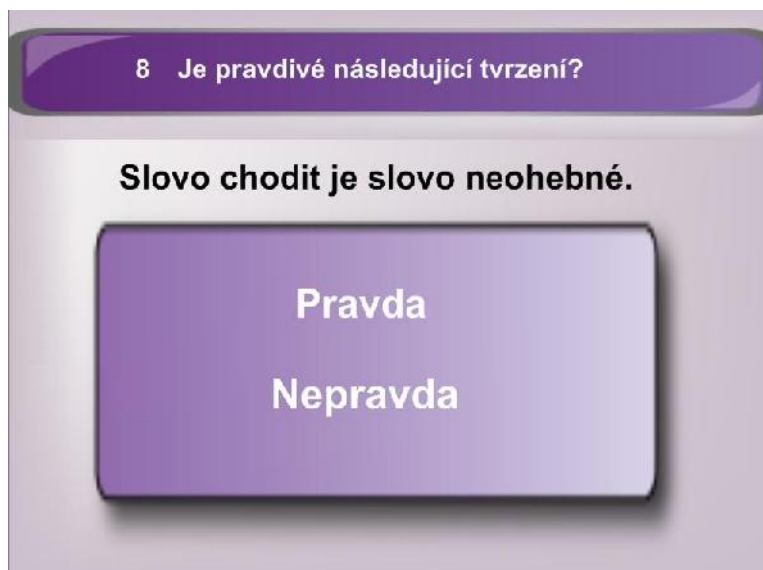 8 Je pravdivé následující tvrzení?
Slovo chodit je slovo neohebné.
Pravda
Nepravda